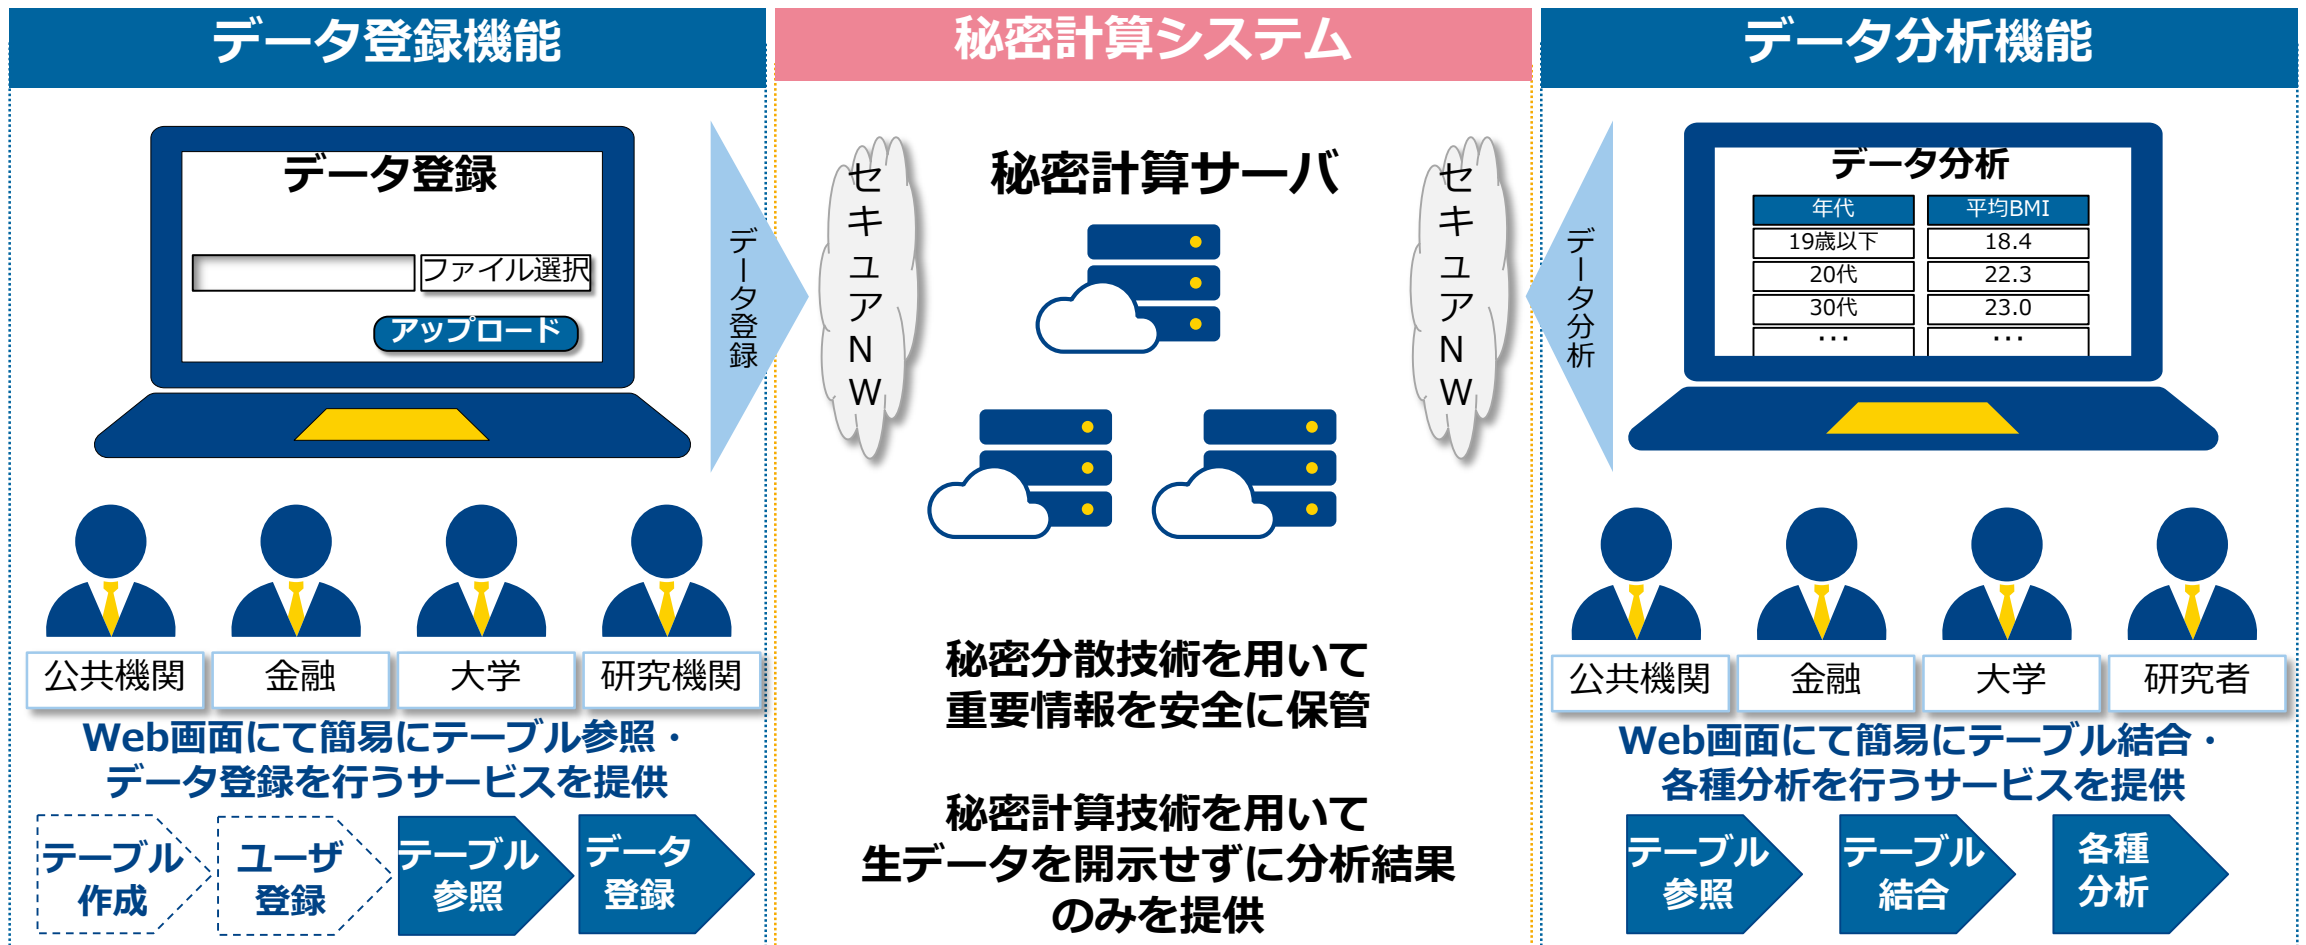 データ登録機能
データ登録
ファイル選択
アップロード
データ登録
公共機関
金融
大学
研究機関
Web画面にて簡易にテーブル参照・
データ登録を行うサービスを提供
テーブル
作成
ユーザ
登録
テーブル
参照
データ
登録
秘密計算システム
セキュアNW
秘密計算サーバ
セキュアNW
秘密分散技術を用いて
重要情報を安全に保管
秘密計算技術を用いて
生データを開示せずに分析結果
のみを提供
データ分析機能
データ分析
データ分析
年代 平均BMI
19歳以下 18.4
20代 22.3
30代 23.0
… …
公共機関
金融
大学
研究者
Web画面にて簡易にテーブル結合・
各種分析を行うサービスを提供
テーブル
参照
テーブル
結合
各種
分析